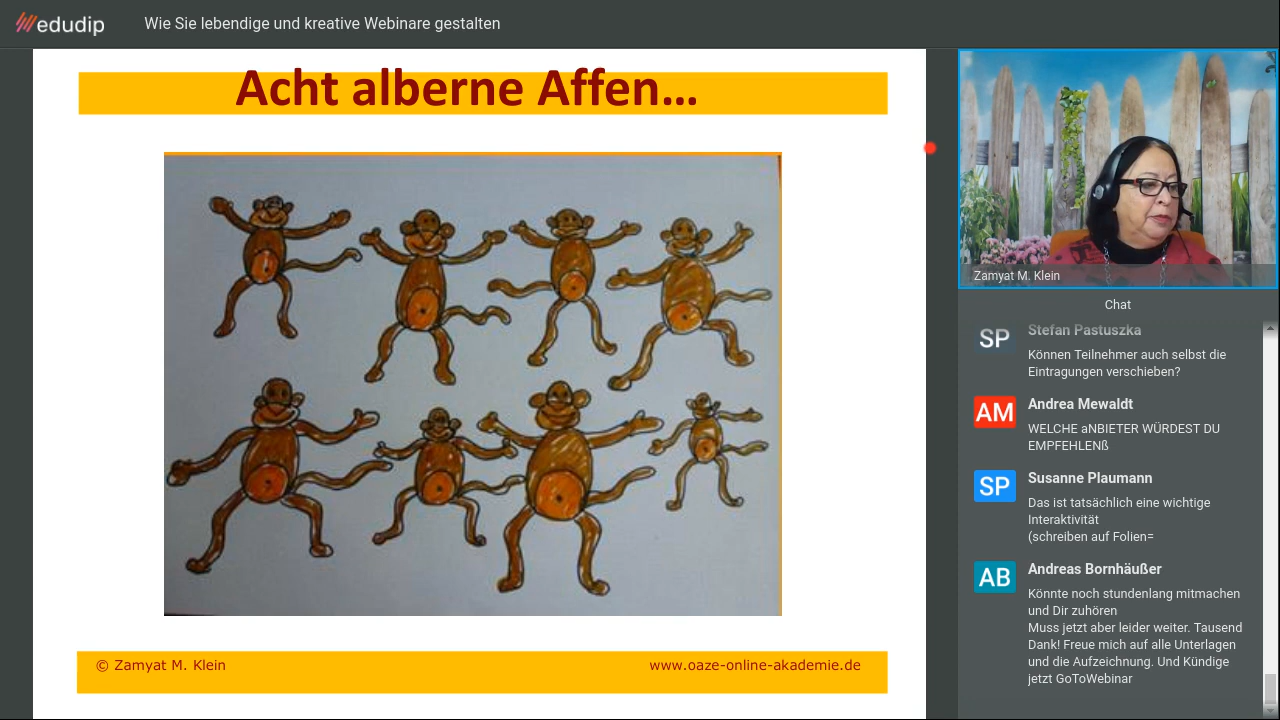 edudip
Wie Sie lebendige und kreative Webinare gestalten
Acht alberne Affen...
© Zamyat M. Klein
www.oaze-online-akademie.de
Zamyat M. Klein
Chat
SP
Stefan Pastuszka
Können Teilnehmer auch selbst die
Eintragungen verschieben?
AM
Andrea Mewaldt
WELCHE aNBIETER WÜRDEST DU
EMPFEHLENß
SP
Susanne Plaumann
Das ist tatsächlich eine wichtige
Interaktivität
(schreiben auf Folien=
AB
Andreas Bornhäußer
Könnte noch stundenlang mitmachen
und Dir zuhören
Muss jetzt aber leider weiter. Tausend
Dank! Freue mich auf alle Unterlagen
und die Aufzeichnung. Und Kündige
jetzt GoToWebinar